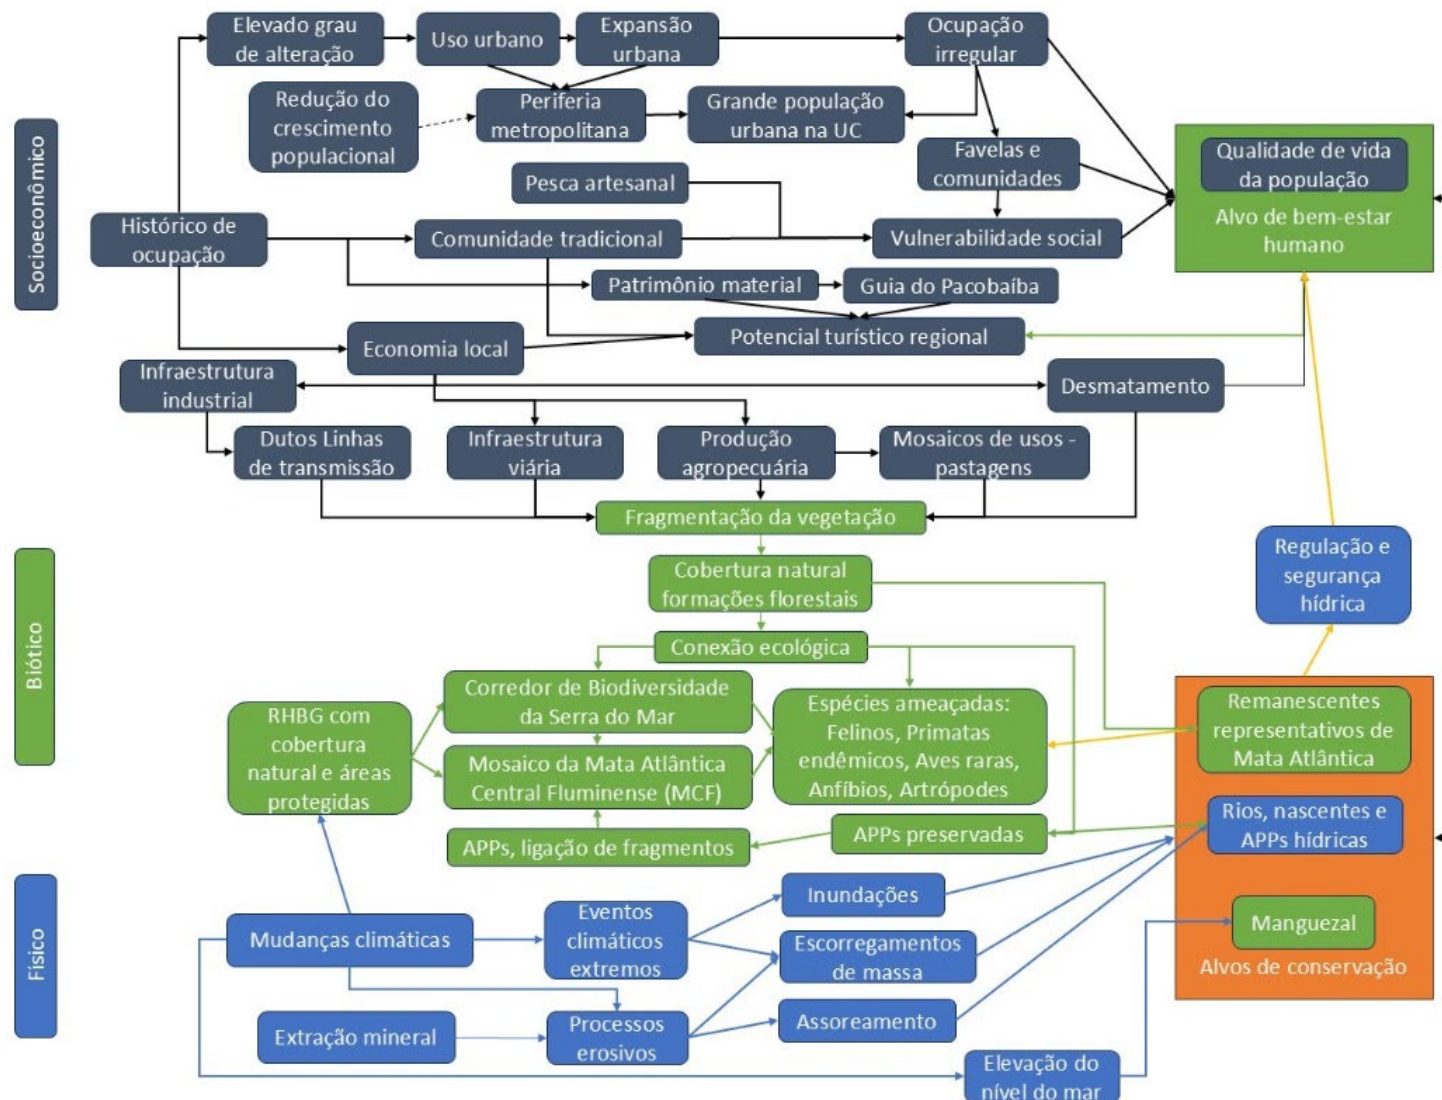 Socioeconômico
Elevado grau
de alteração
Uso urbano
Expansão
urbana
Ocupação
irregular
Redução do
crescimento
populacional
Periferia
metropolitana
Grande população
urbana na UC
Favelas e
comunidades
Qualidade de vida
da população
Alvo de bem-estar
humano
Pesca artesanal
Histórico de
ocupação
Comunidade tradicional
Vulnerabilidade social
Patrimônio material
Guia do Pacobaíba
Economia local
Potencial turístico regional
Infraestrutura
industrial
Desmatamento
Dutos Linhas
de transmissão
Infraestrutura
viária
Produção
agropecuária
Mosaicos de usos -
pastagens
Fragmentação da vegetação
Biótico
Cobertura natural
formações florestais
Regulação e
segurança
hídrica
Conexão ecológica
RHBG com
cobertura
natural e áreas
protegidas
Corredor de Biodiversidade
da Serra do Mar
Mosaico da Mata Atlântica
Central Fluminense (MCF)
Espécies ameaçadas:
Felinos, Primatas
endêmicos, Aves raras,
Anfíbios, Artrópodes
Remanescentes
representativos de
Mata Atlântica
APPs, ligação de fragmentos
APPs preservadas
Rios, nascentes e
APPs hídricas
Físico
Mudanças climáticas
Eventos
climáticos
extremos
Inundações
Escorregamentos
de massa
Manguezal
Alvos de conservação
Extração mineral
Processos
erosivos
Assoreamento
Elevação do
nível do mar